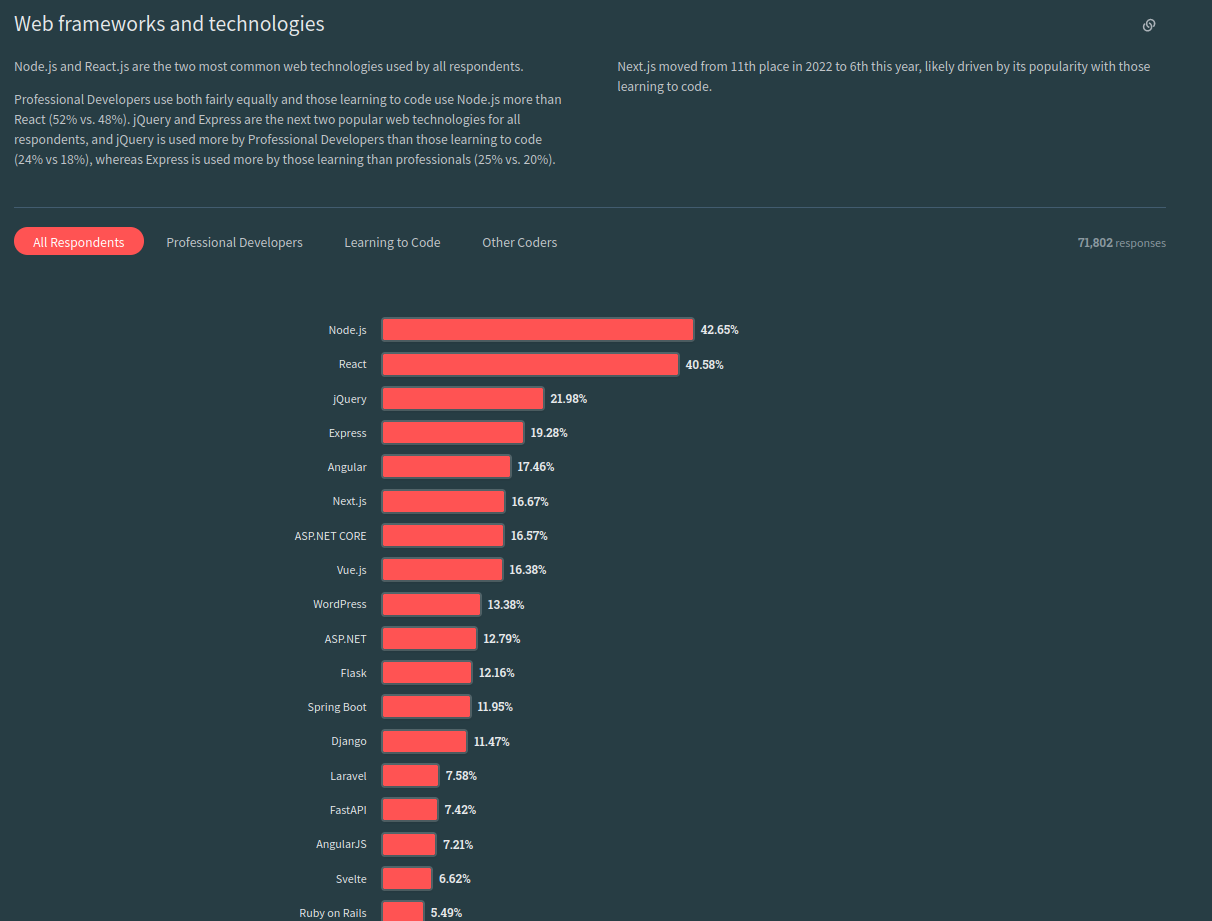 Web frameworks and technologies
Node.js and React.js are the two most common web technologies used by all respondents.
Professional Developers use both fairly equally and those learning to code use Node.js more than
React (52% vs. 48%). jQuery and Express are the next two popular web technologies for all
respondents, and jQuery is used more by Professional Developers than those learning to code
(24% vs 18%), whereas Express is used more by those learning than professionals (25% vs. 20%).
Next.js moved from 11th place in 2022 to 6th this year, likely driven by its popularity with those
learning to code.
All Respondents Professional Developers Learning to Code Other Coders 71,802 responses
Node.js 42.65%
React 40.58%
jQuery 21.98%
Express 19.28%
Angular 17.46%
Next.js 16.67%
ASP.NET CORE 16.57%
Vue.js 16.38%
WordPress 13.38%
ASP.NET 12.79%
Flask 12.16%
Spring Boot 11.95%
Django 11.47%
Laravel 7.58%
FastAPI 7.42%
AngularJS 7.21%
Svelte 6.62%
Ruby on Rails 5.49%